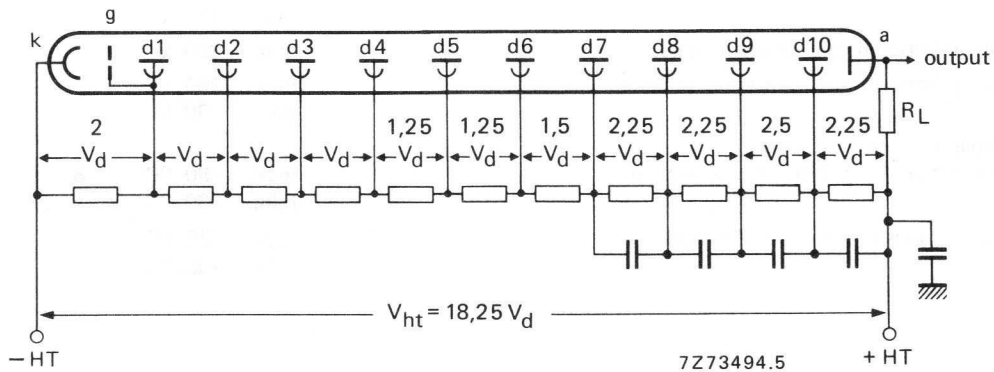 g
k
d1 d2 d3 d4 d5 d6 d7 d8 d9 d10
a
output
R_L
2 1,25 1,25 1,5 2,25 2,25 2,5 2,25
V_d V_d V_d V_d V_d V_d V_d V_d V_d V_d V_d
V_ht = 18,25 V_d
− HT
+ HT
7Z73494.5